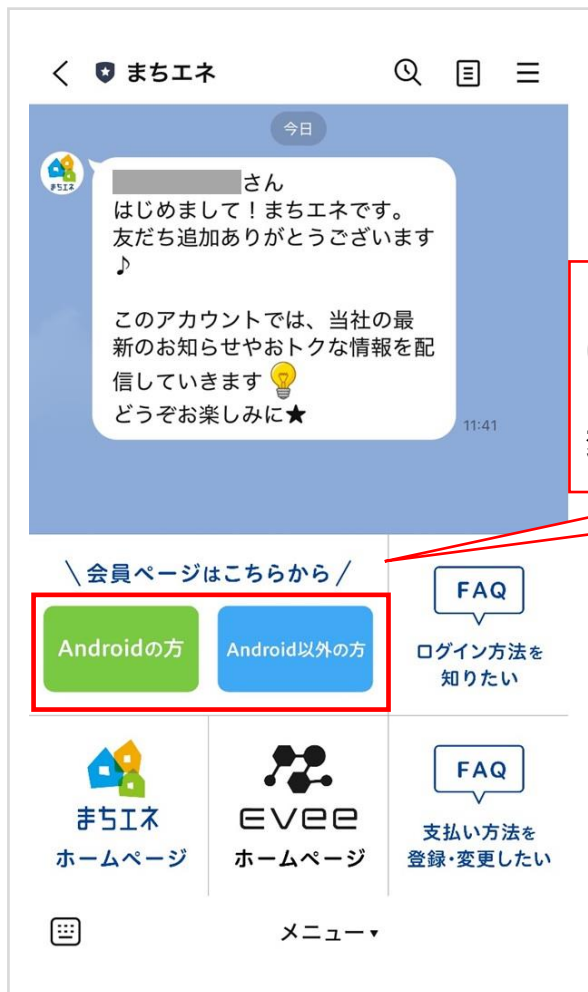 まちエネ
今日
まちエネ
さん
はじめまして！まちエネです。
友だち追加ありがとうございます
♪
このアカウントでは、当社の最
新のお知らせやおトクな情報を配
信していきます💡
どうぞお楽しみに★
11:41
\ 会員ページはこちらから /
Androidの方
Android以外の方
FAQ
ログイン方法を
知りたい
まちエネ
ホームページ
EVEE
ホームページ
FAQ
支払い方法を
登録・変更したい
メニュー▼